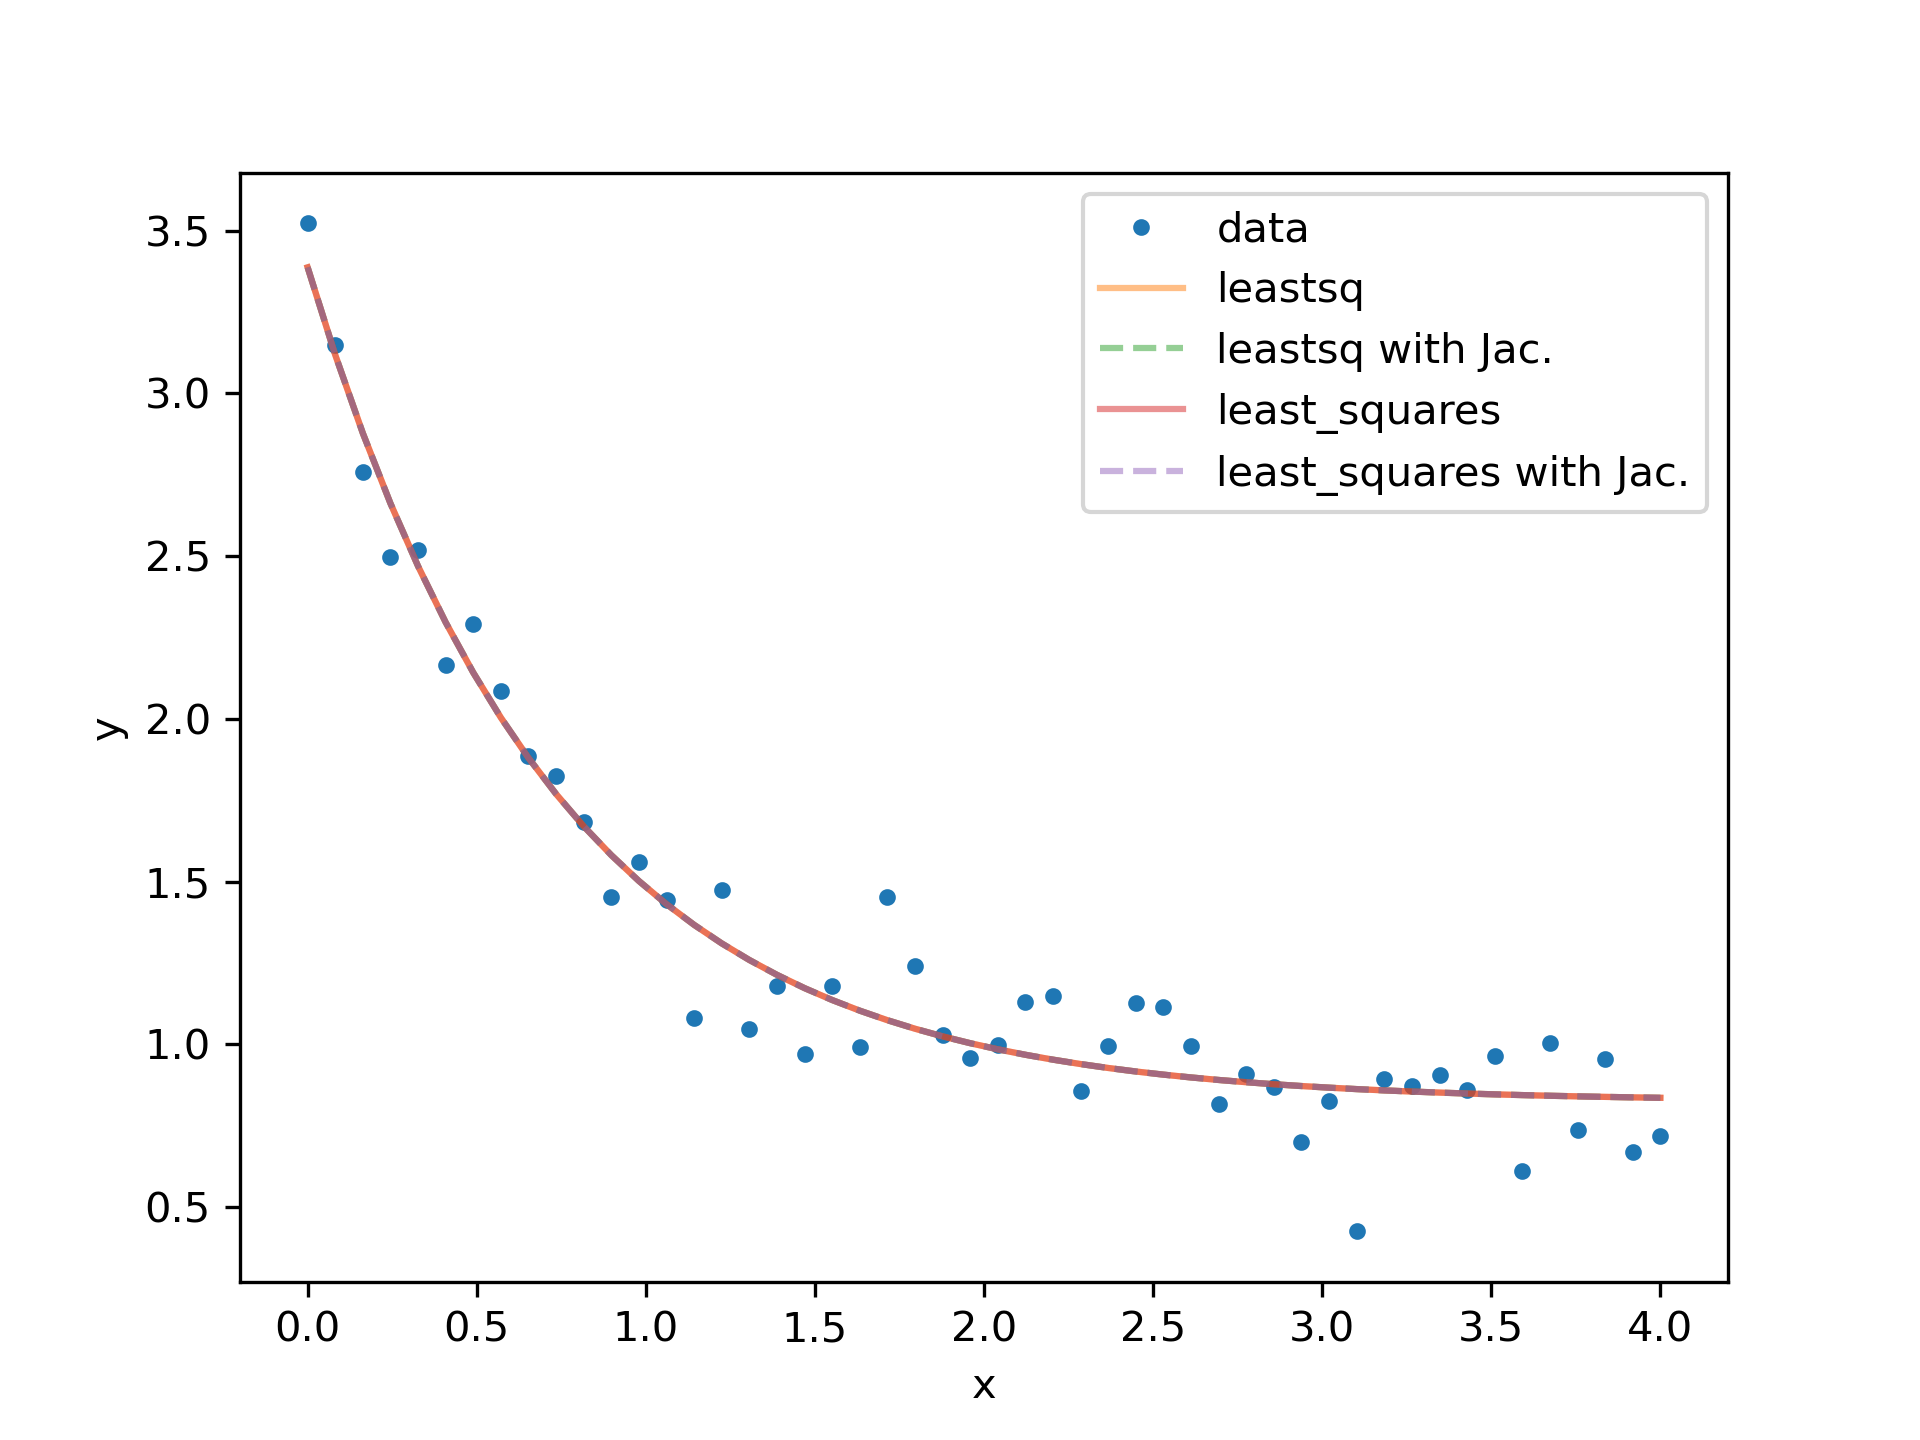 data
leastsq
leastsq with Jac.
least_squares
least_squares with Jac.
3.5
3.0
2.5
2.0
1.5
1.0
0.5
y
0.0 0.5 1.0 1.5 2.0 2.5 3.0 3.5 4.0
x